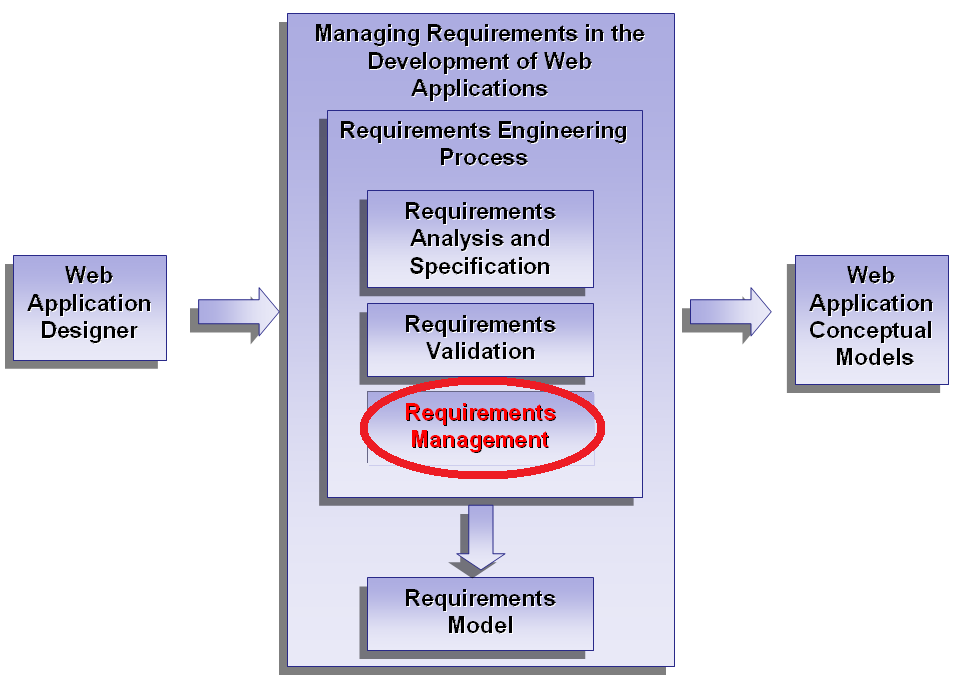 Managing Requirements in the
Development of Web
Applications
Requirements Engineering
Process
Requirements
Analysis and
Specification
Requirements
Validation
Requirements
Management
Requirements
Model
Web
Application
Designer
Web
Application
Conceptual
Models